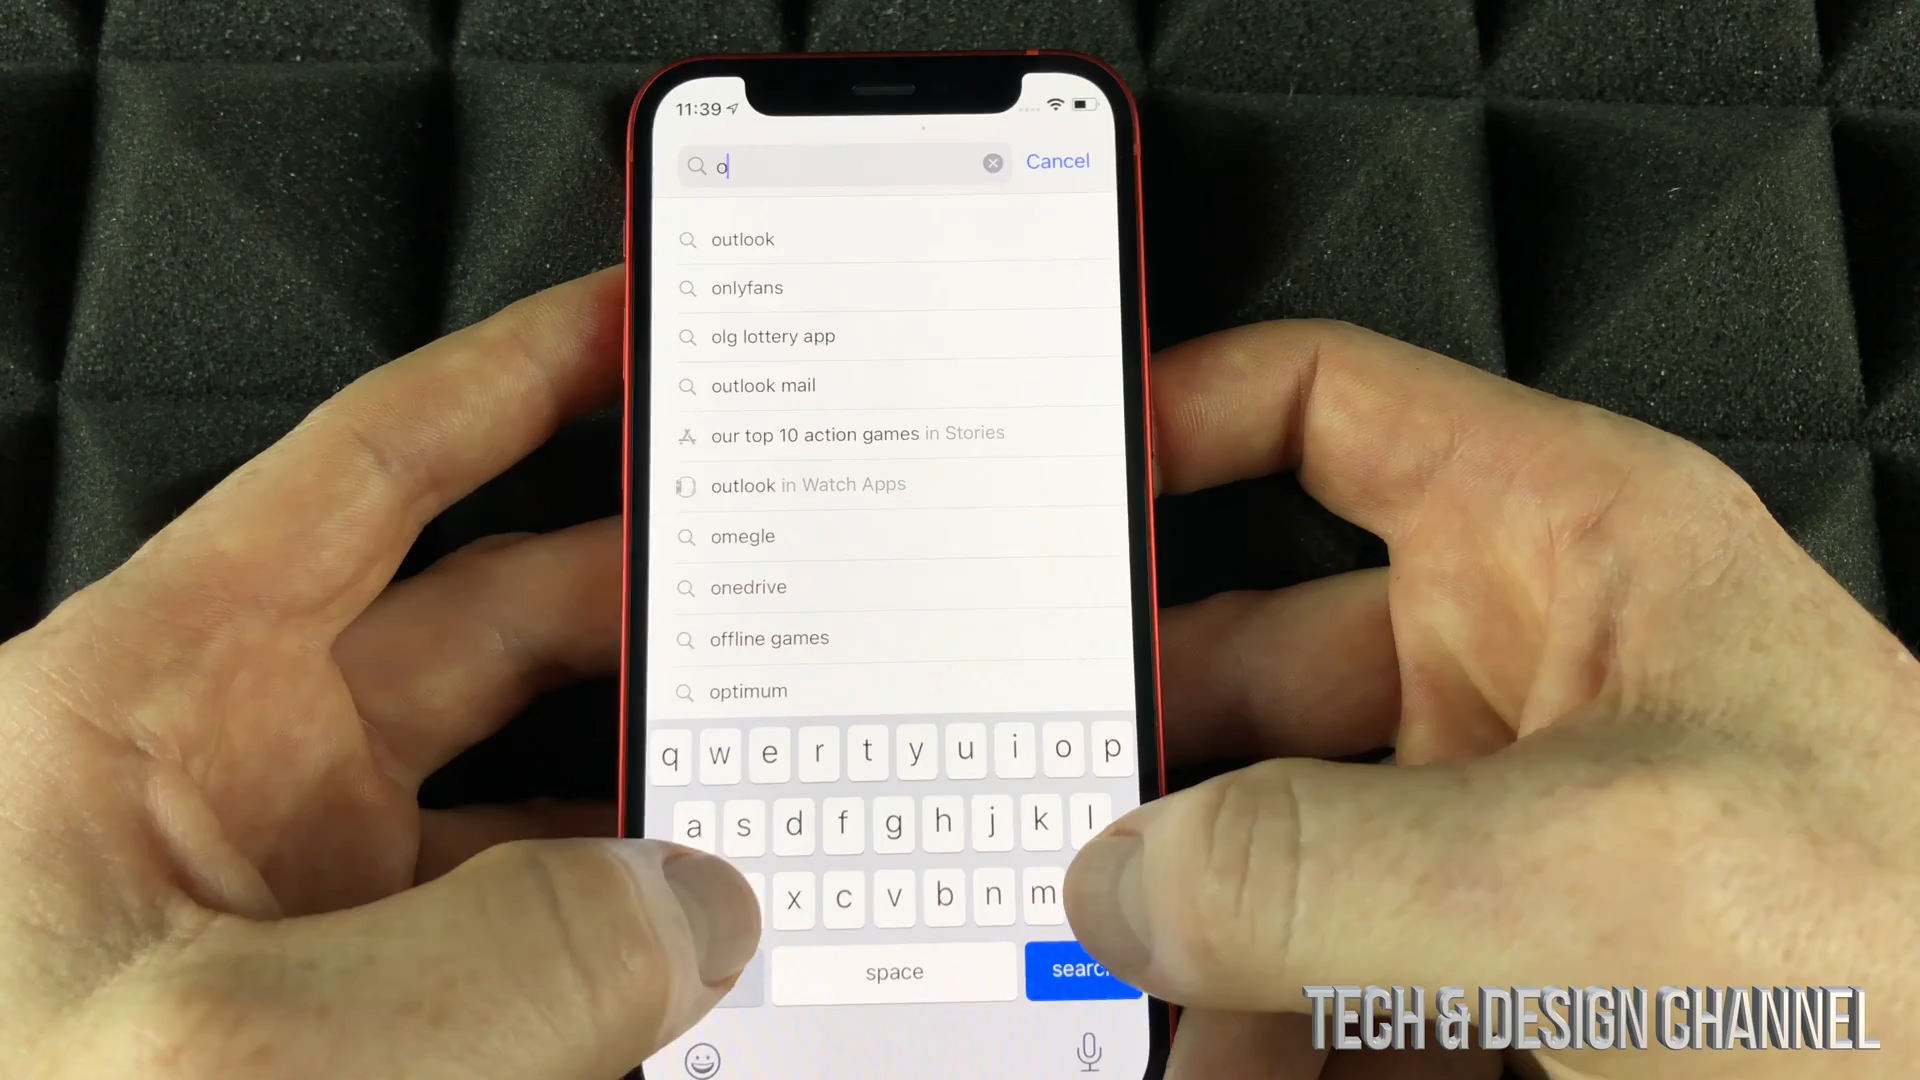 11:39
o
Cancel
outlook
onlyfans
olg lottery app
outlook mail
our top 10 action games in Stories
outlook in Watch Apps
omegle
onedrive
offline games
optimum
q w e r t y u i o p
a s d f g h j k l
x c v b n m
space
TECH & DESIGN CHANNEL